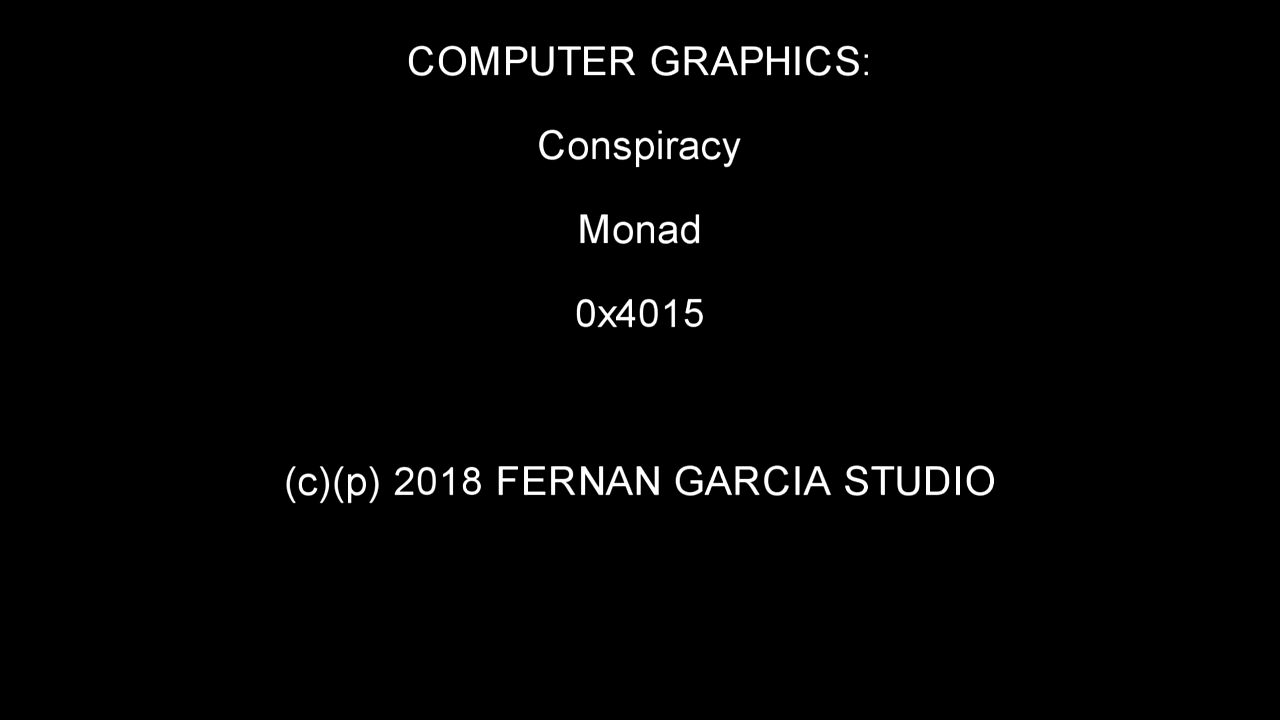 COMPUTER GRAPHICS:
Conspiracy
Monad
0x4015
(c)(p) 2018 FERNAN GARCIA STUDIO